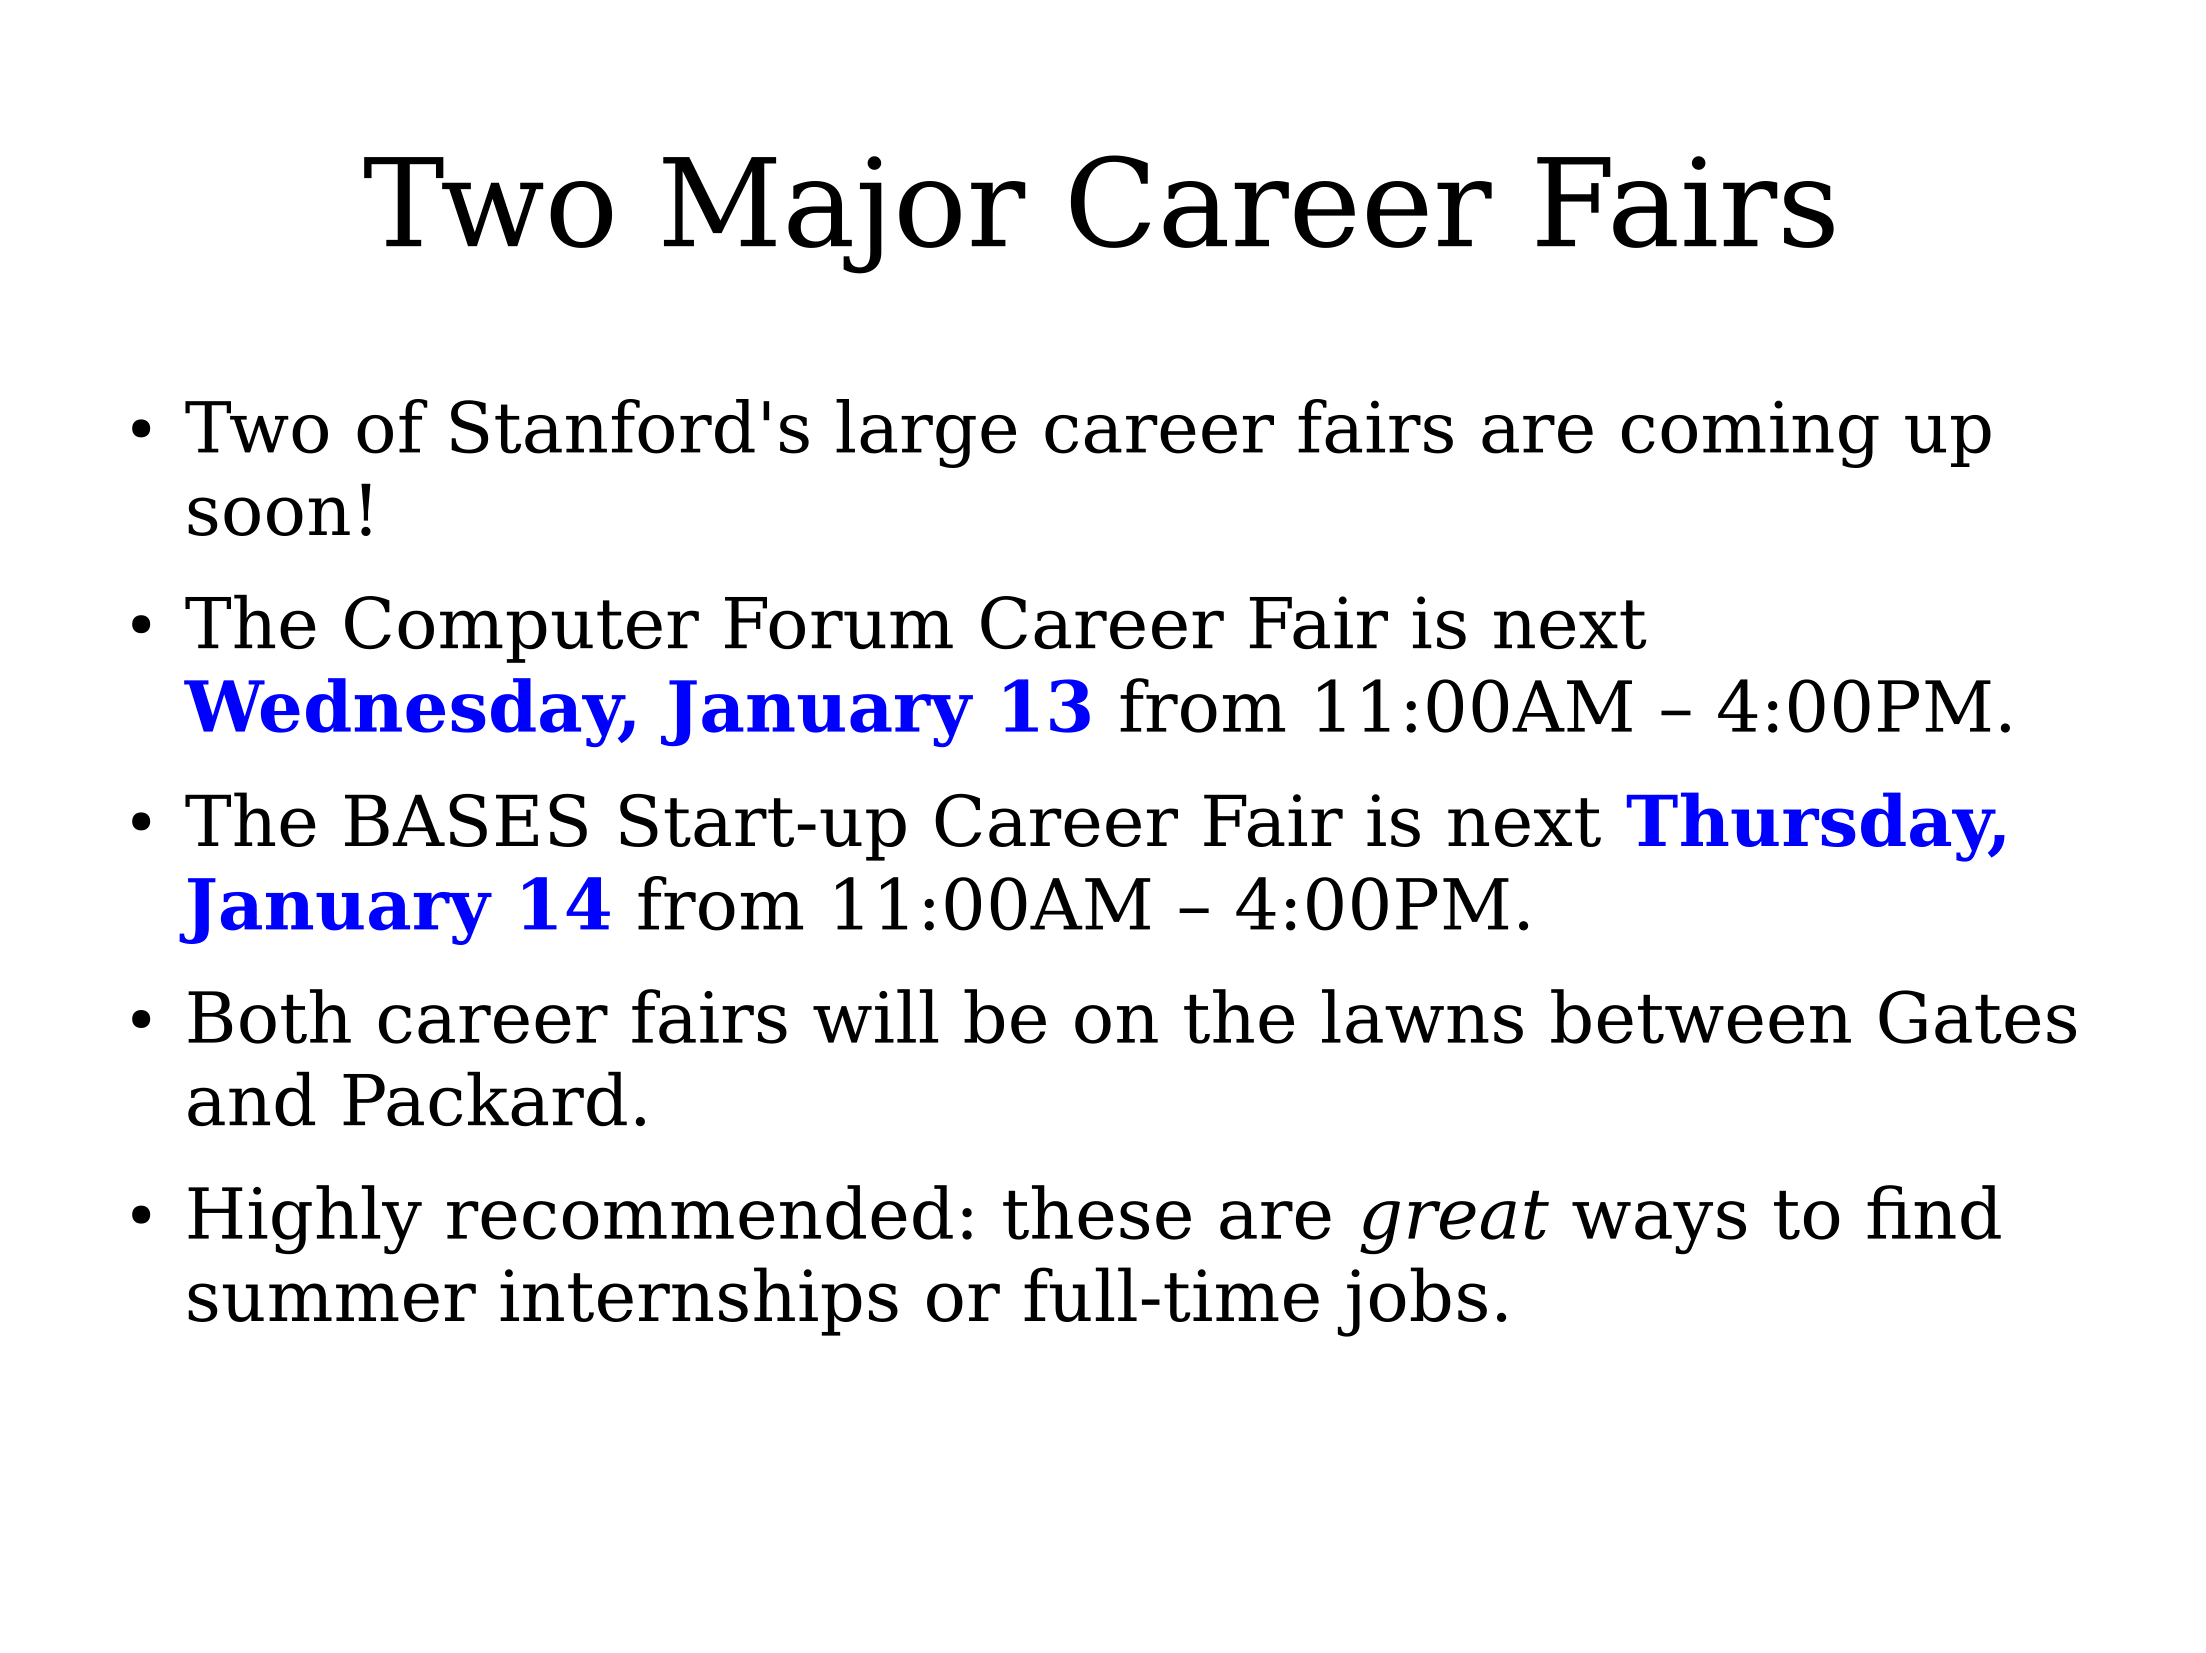 Two Major Career Fairs
• Two of Stanford's large career fairs are coming up
soon!
• The Computer Forum Career Fair is next
Wednesday, January 13 from 11:00AM – 4:00PM.
• The BASES Start-up Career Fair is next Thursday,
January 14 from 11:00AM – 4:00PM.
• Both career fairs will be on the lawns between Gates
and Packard.
• Highly recommended: these are great ways to find
summer internships or full-time jobs.